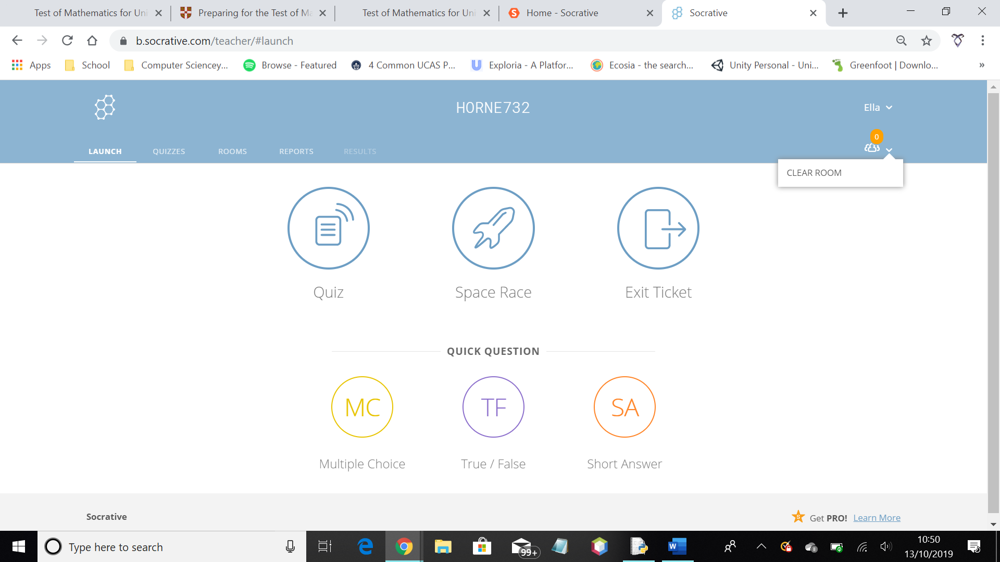 Test of Mathematics for Uni
Preparing for the Test of Ma
Test of Mathematics for Uni
Home - Socrative
Socrative
b.socrative.com/teacher/#launch
Apps
School
Computer Sciencey...
Browse - Featured
4 Common UCAS P...
Exploria - A Platfor...
Ecosia - the search...
Unity Personal - Uni...
Greenfoot | Downlo...
»
HORNE732
Ella
0
LAUNCH
QUIZZES
ROOMS
REPORTS
RESULTS
CLEAR ROOM
Quiz
Space Race
Exit Ticket
QUICK QUESTION
MC
TF
SA
Multiple Choice
True / False
Short Answer
Socrative
Get PRO! Learn More
Type here to search
99+
10:50
13/10/2019